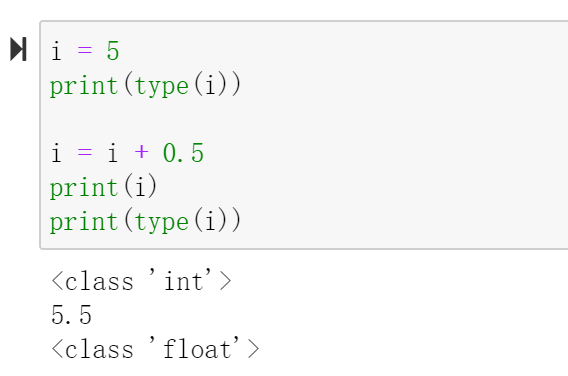 i = 5
print(type(i))
i = i + 0.5
print(i)
print(type(i))
<class 'int'>
5.5
<class 'float'>